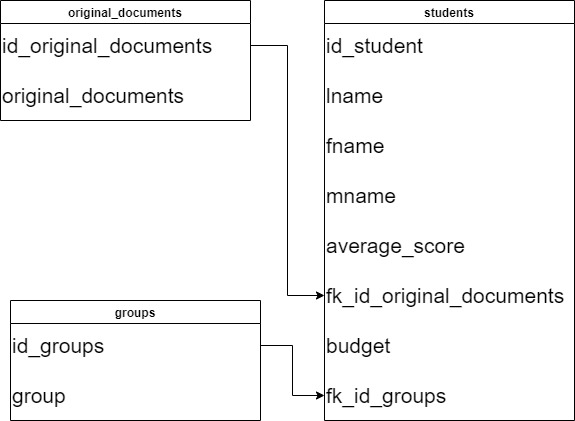 original_documents
id_original_documents
original_documents
students
id_student
lname
fname
mname
average_score
fk_id_original_documents
budget
fk_id_groups
groups
id_groups
group